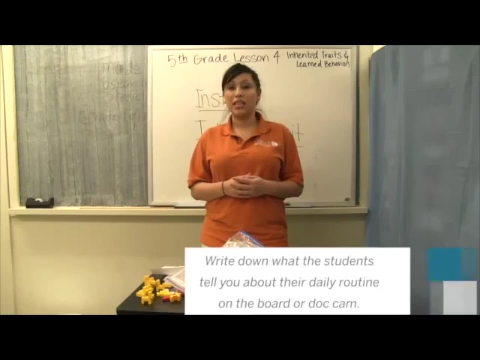 5th Grade Lesson 4 Inherited Traits &
Learned Behavior
Write down what the students
tell you about their daily routine
on the board or doc cam.